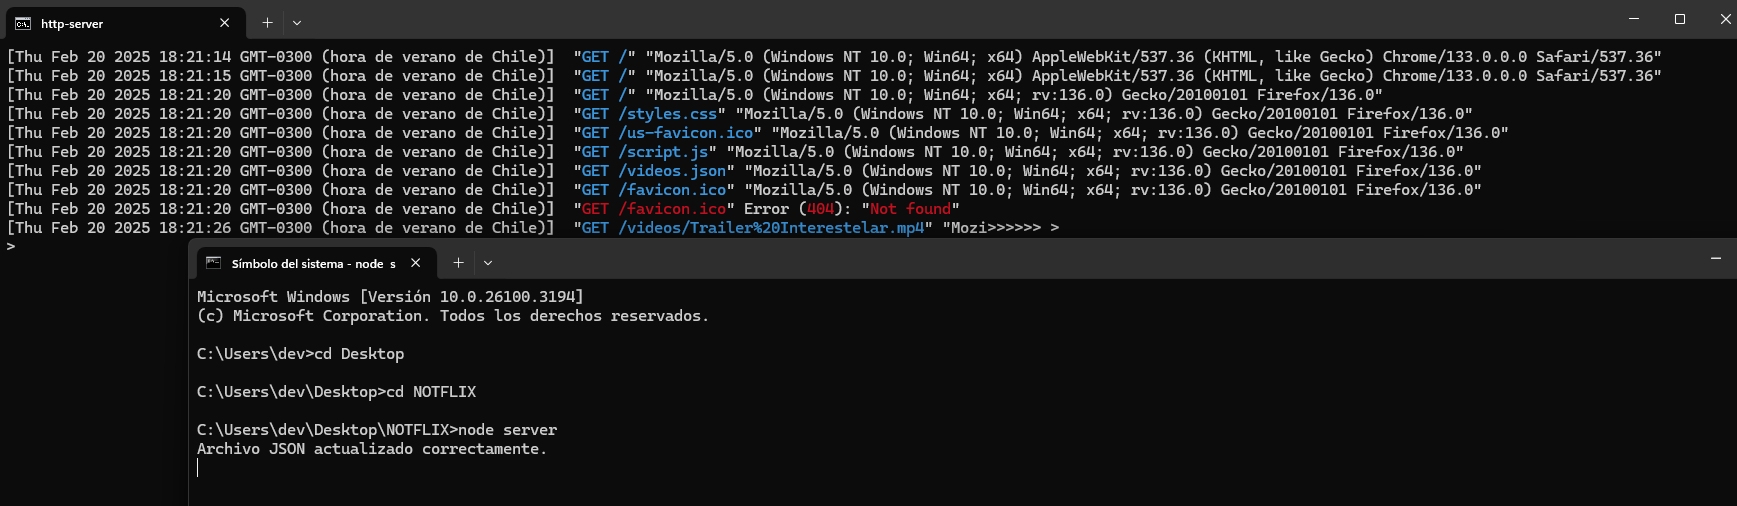 http-server
[Thu Feb 20 2025 18:21:14 GMT-0300 (hora de verano de Chile)]  "GET /" "Mozilla/5.0 (Windows NT 10.0; Win64; x64) AppleWebKit/537.36 (KHTML, like Gecko) Chrome/133.0.0.0 Safari/537.36"
[Thu Feb 20 2025 18:21:15 GMT-0300 (hora de verano de Chile)]  "GET /" "Mozilla/5.0 (Windows NT 10.0; Win64; x64) AppleWebKit/537.36 (KHTML, like Gecko) Chrome/133.0.0.0 Safari/537.36"
[Thu Feb 20 2025 18:21:20 GMT-0300 (hora de verano de Chile)]  "GET /" "Mozilla/5.0 (Windows NT 10.0; Win64; x64; rv:136.0) Gecko/20100101 Firefox/136.0"
[Thu Feb 20 2025 18:21:20 GMT-0300 (hora de verano de Chile)]  "GET /styles.css" "Mozilla/5.0 (Windows NT 10.0; Win64; x64; rv:136.0) Gecko/20100101 Firefox/136.0"
[Thu Feb 20 2025 18:21:20 GMT-0300 (hora de verano de Chile)]  "GET /us-favicon.ico" "Mozilla/5.0 (Windows NT 10.0; Win64; x64; rv:136.0) Gecko/20100101 Firefox/136.0"
[Thu Feb 20 2025 18:21:20 GMT-0300 (hora de verano de Chile)]  "GET /script.js" "Mozilla/5.0 (Windows NT 10.0; Win64; x64; rv:136.0) Gecko/20100101 Firefox/136.0"
[Thu Feb 20 2025 18:21:20 GMT-0300 (hora de verano de Chile)]  "GET /videos.json" "Mozilla/5.0 (Windows NT 10.0; Win64; x64; rv:136.0) Gecko/20100101 Firefox/136.0"
[Thu Feb 20 2025 18:21:20 GMT-0300 (hora de verano de Chile)]  "GET /favicon.ico" "Mozilla/5.0 (Windows NT 10.0; Win64; x64; rv:136.0) Gecko/20100101 Firefox/136.0"
[Thu Feb 20 2025 18:21:20 GMT-0300 (hora de verano de Chile)]  "GET /favicon.ico" Error (404): "Not found"
[Thu Feb 20 2025 18:21:26 GMT-0300 (hora de verano de Chile)]  "GET /videos/Trailer%20Interestelar.mp4" "Mozi>>>>>> >
>
Símbolo del sistema - node  s
Microsoft Windows [Versión 10.0.26100.3194]
(c) Microsoft Corporation. Todos los derechos reservados.
C:\Users\dev>cd Desktop
C:\Users\dev\Desktop>cd NOTFLIX
C:\Users\dev\Desktop\NOTFLIX>node server
Archivo JSON actualizado correctamente.